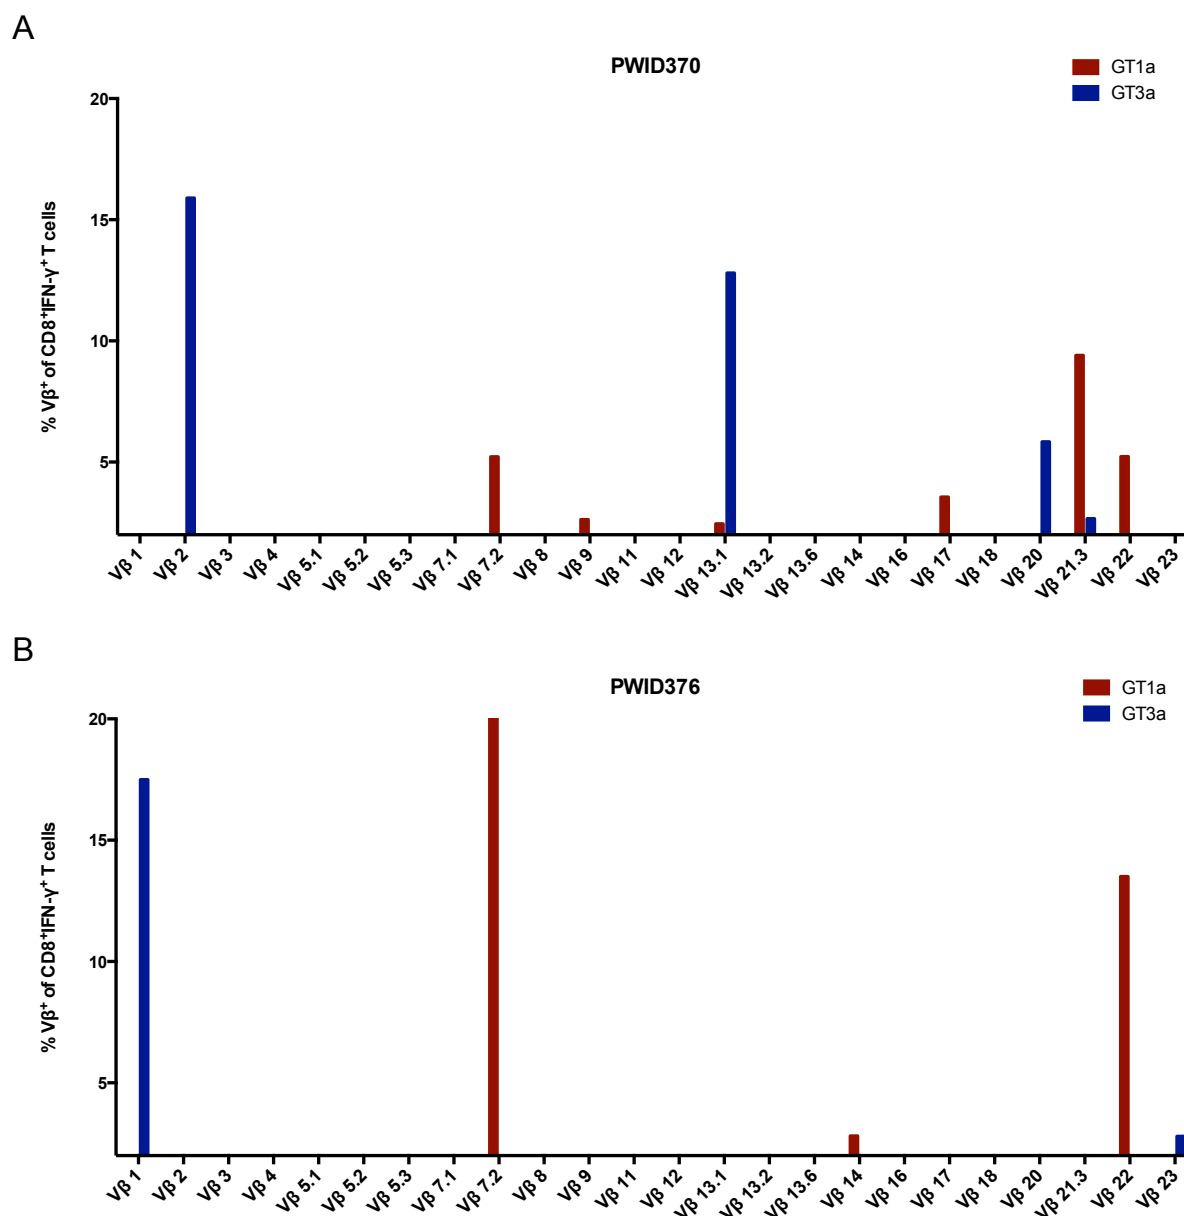 A
PWID370
GT1a
GT3a
% Vβ⁺ of CD8⁺IFN-γ⁺ T cells
20
15
10
5
Vβ 1
Vβ 2
Vβ 3
Vβ 4
Vβ 5.1
Vβ 5.2
Vβ 5.3
Vβ 7.1
Vβ 7.2
Vβ 8
Vβ 9
Vβ 11
Vβ 12
Vβ 13.1
Vβ 13.2
Vβ 13.6
Vβ 14
Vβ 16
Vβ 17
Vβ 18
Vβ 20
Vβ 21.3
Vβ 22
Vβ 23
B
PWID376
GT1a
GT3a
% Vβ⁺ of CD8⁺IFN-γ⁺ T cells
20
15
10
5
Vβ 1
Vβ 2
Vβ 3
Vβ 4
Vβ 5.1
Vβ 5.2
Vβ 5.3
Vβ 7.1
Vβ 7.2
Vβ 8
Vβ 9
Vβ 11
Vβ 12
Vβ 13.1
Vβ 13.2
Vβ 13.6
Vβ 14
Vβ 16
Vβ 17
Vβ 18
Vβ 20
Vβ 21.3
Vβ 22
Vβ 23